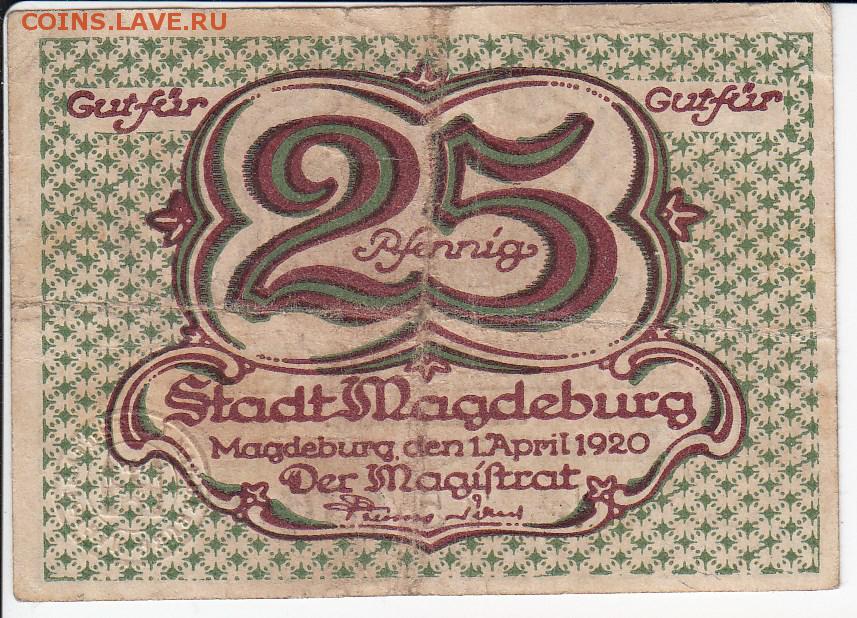 COINS.LAVE.RU
Gut für
Gut für
25
Pfennig
Stadt Magdeburg
Magdeburg, den 1. April 1920
Der Magistrat